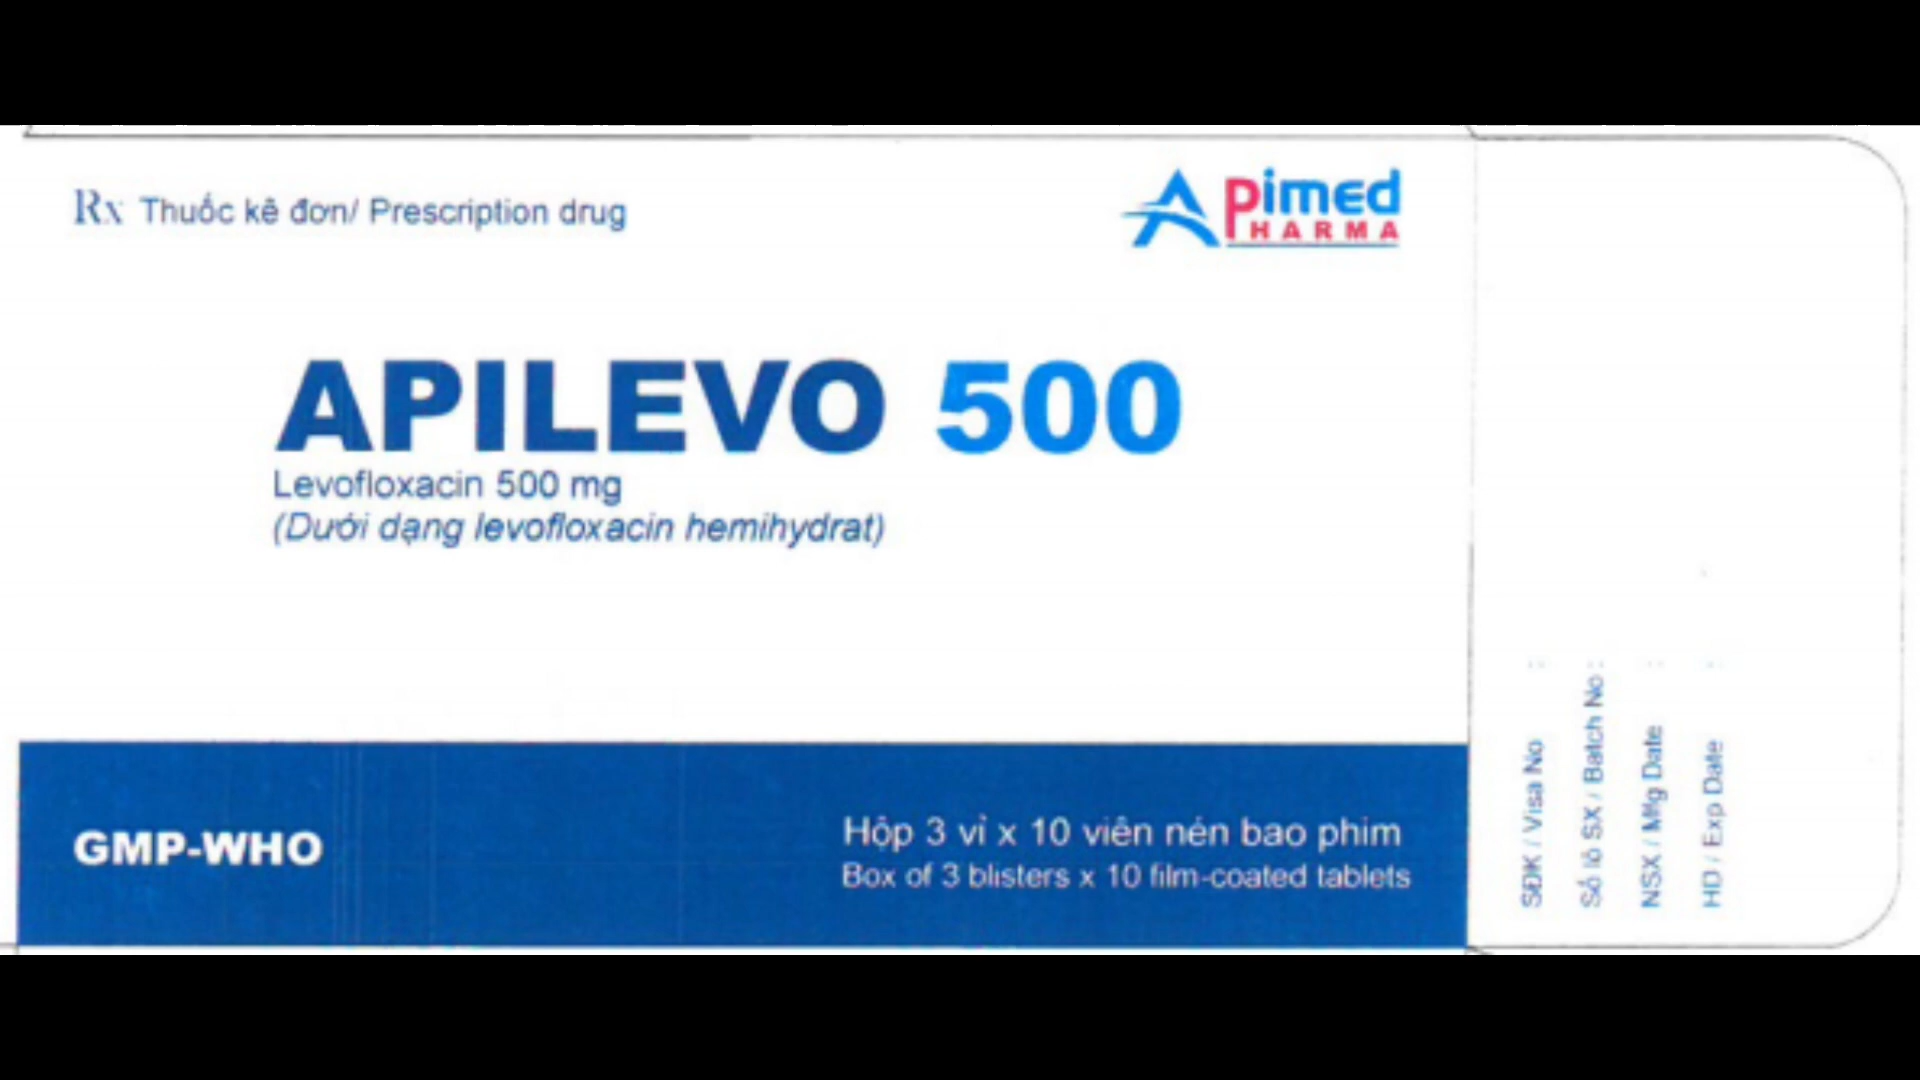 Rx Thuốc kê đơn/ Prescription drug
Apimed
PHARMA
APILEVO 500
Levofloxacin 500 mg
(Dưới dạng levofloxacin hemihydrat)
GMP-WHO
Hộp 3 vỉ x 10 viên nén bao phim
Box of 3 blisters x 10 film-coated tablets
SĐK / Visa No :
Số lô SX / Batch No :
NSX / Mfg Date :
HD / Exp Date :